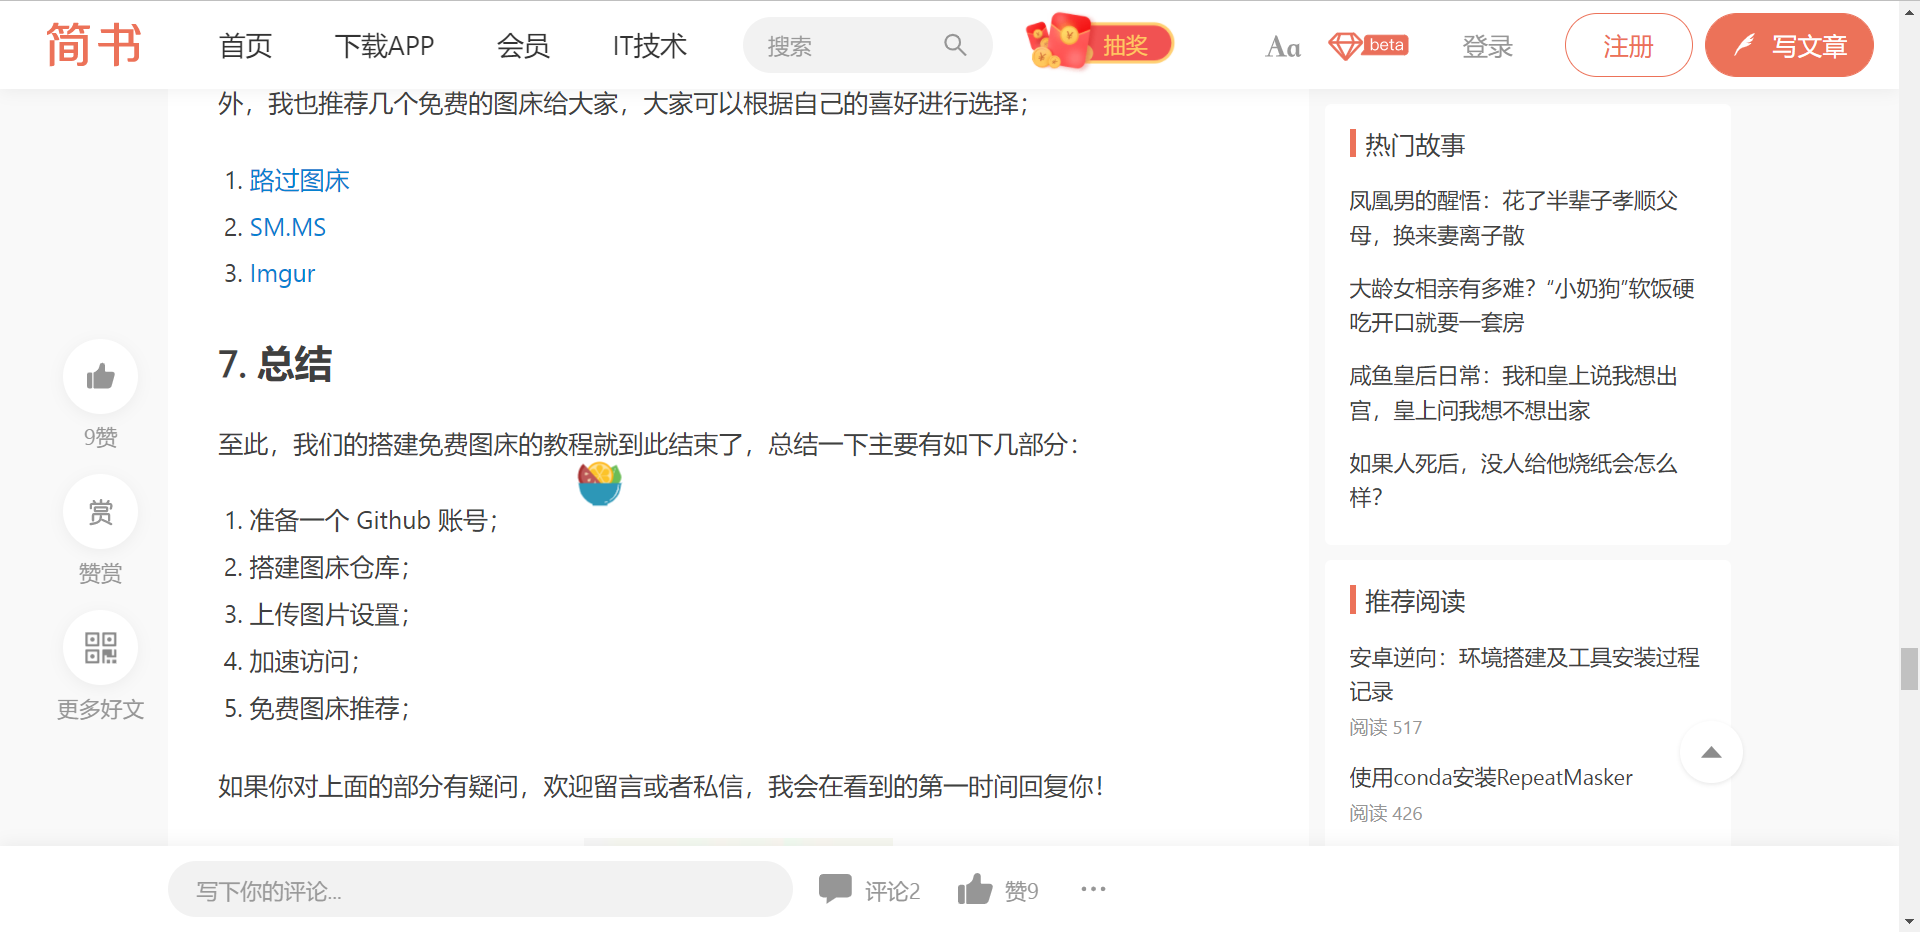 简书
首页 下载APP 会员 IT技术 搜索 抽奖 Aa beta 登录 注册 写文章
外，我也推荐几个免费的图床给大家，大家可以根据自己的喜好进行选择；
1. 路过图床
2. SM.MS
3. Imgur
7. 总结
至此，我们的搭建免费图床的教程就到此结束了，总结一下主要有如下几部分：
1. 准备一个 Github 账号；
2. 搭建图床仓库；
3. 上传图片设置；
4. 加速访问；
5. 免费图床推荐；
如果你对上面的部分有疑问，欢迎留言或者私信，我会在看到的第一时间回复你！
9赞
赏
赞赏
更多好文
热门故事
凤凰男的醒悟：花了半辈子孝顺父
母，换来妻离子散
大龄女相亲有多难？“小奶狗”软饭硬
吃开口就要一套房
咸鱼皇后日常：我和皇上说我想出
宫，皇上问我想不想出家
如果人死后，没人给他烧纸会怎么
样？
推荐阅读
安卓逆向：环境搭建及工具安装过程
记录
阅读 517
使用conda安装RepeatMasker
阅读 426
写下你的评论...
评论2
赞9